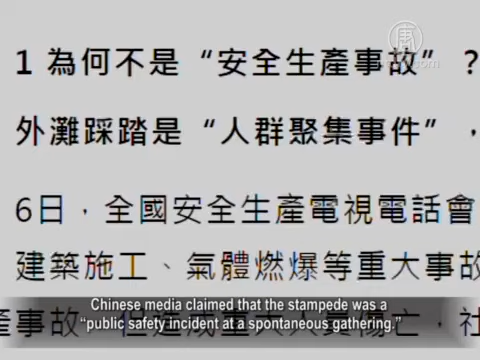 1 為何不是“安全生產事故”？
外灘踩踏是“人群聚集事件”，
6日，全國安全生產電視電話會
建築施工、氣體燃爆等重大事故
Chinese media claimed that the stampede was a
“public safety incident at a spontaneous gathering.”